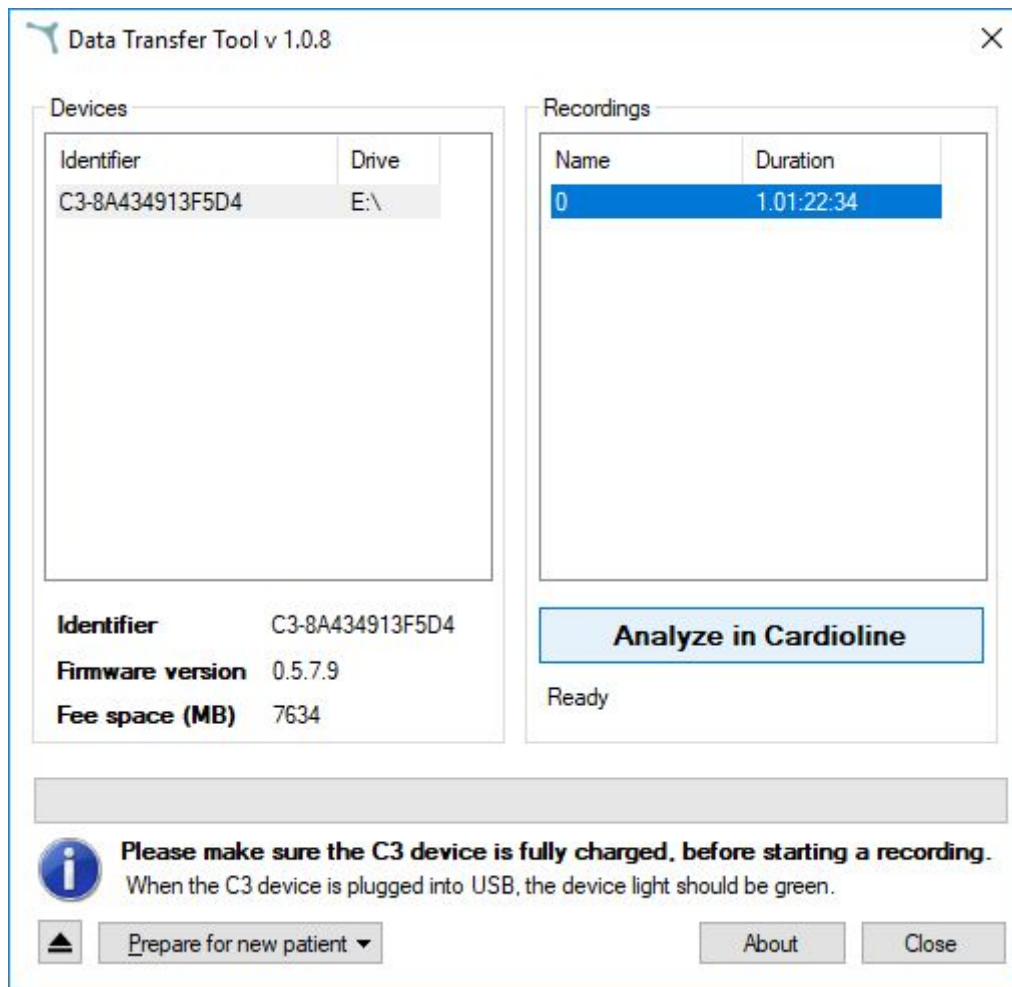 Data Transfer Tool v 1.0.8
Devices
Identifier Drive
C3-8A434913F5D4 E:\
Identifier C3-8A434913F5D4
Firmware version 0.5.7.9
Fee space (MB) 7634
Recordings
Name Duration
0 1.01:22:34
Analyze in Cardioline
Ready
Please make sure the C3 device is fully charged, before starting a recording.
When the C3 device is plugged into USB, the device light should be green.
Prepare for new patient
About
Close